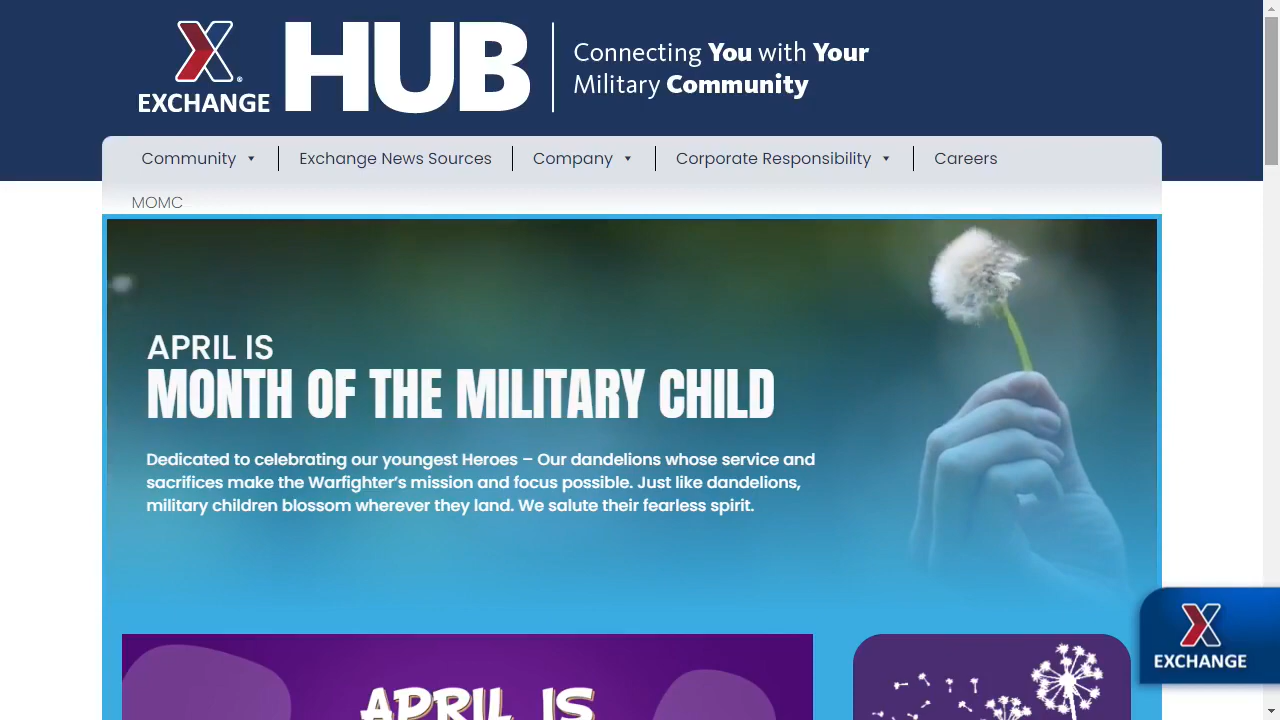 EXCHANGE
HUB
Connecting You with Your
Military Community
Community
Exchange News Sources
Company
Corporate Responsibility
Careers
MOMC
APRIL IS
MONTH OF THE MILITARY CHILD
Dedicated to celebrating our youngest Heroes – Our dandelions whose service and
sacrifices make the Warfighter's mission and focus possible. Just like dandelions,
military children blossom wherever they land. We salute their fearless spirit.
EXCHANGE
APRIL IS